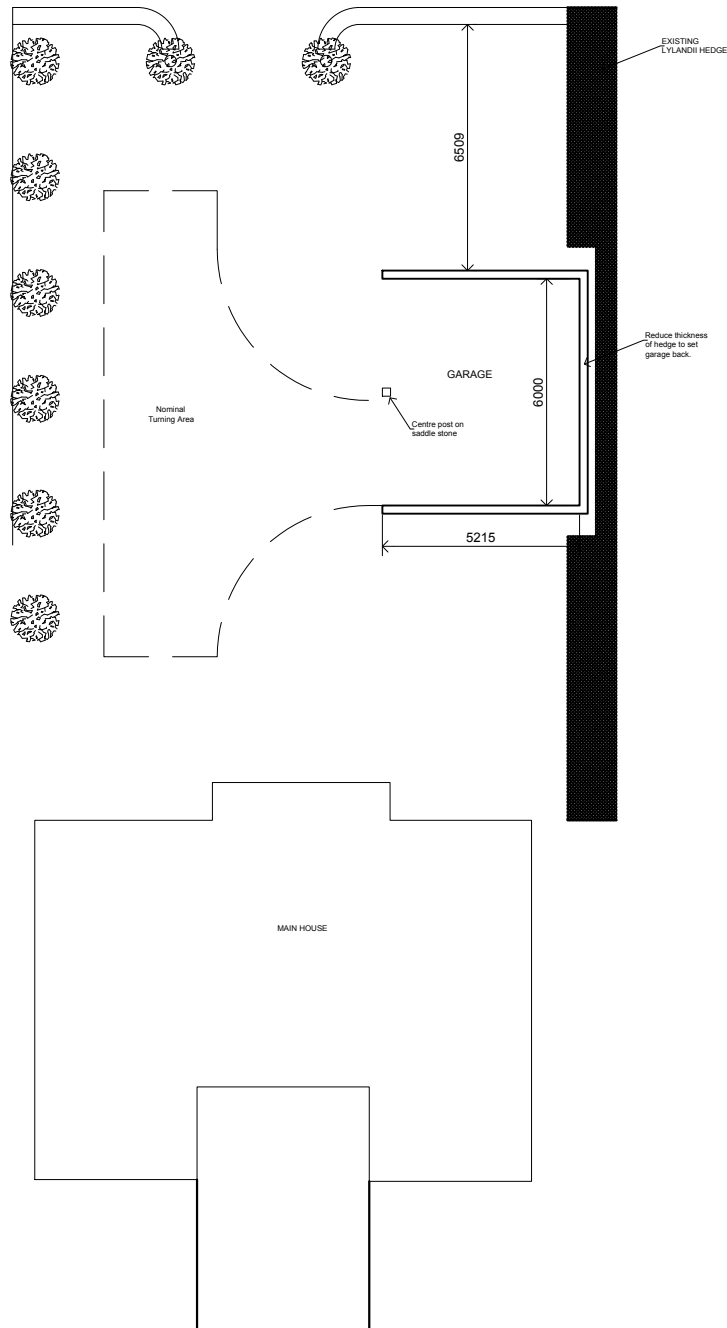 EXISTING
LYLANDII HEDGE
6509
Reduce thickness
of hedge to set
garage back.
GARAGE
6000
Nominal
Turning Area
Centre post on
saddle stone
5215
MAIN HOUSE